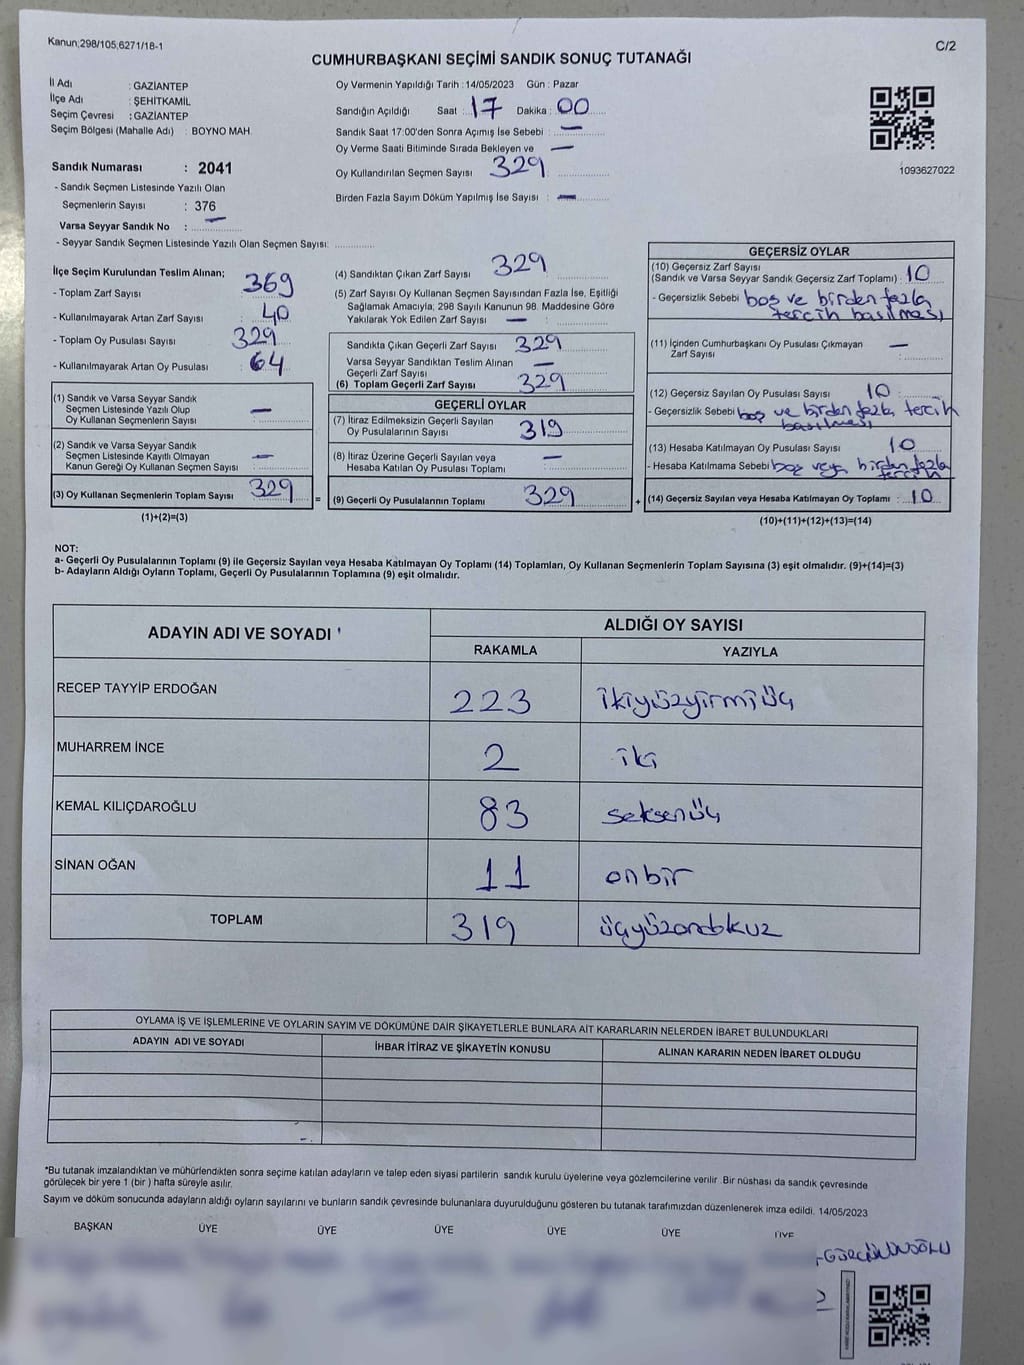 Kanun;298/105;6271/18-1
C/2
CUMHURBAŞKANI SEÇİMİ SANDIK SONUÇ TUTANAĞI
İl Adı : GAZİANTEP
İlçe Adı : ŞEHİTKAMİL
Seçim Çevresi : GAZİANTEP
Seçim Bölgesi (Mahalle Adı) : BOYNO MAH.
Sandık Numarası : 2041
- Sandık Seçmen Listesinde Yazılı Olan
Seçmenlerin Sayısı : 376
Varsa Seyyar Sandık No : —
- Seyyar Sandık Seçmen Listesinde Yazılı Olan Seçmen Sayısı:
Oy Vermenin Yapıldığı Tarih : 14/05/2023 Gün : Pazar
Sandığın Açıldığı Saat : 17 Dakika : 00
Sandık Saat 17:00'den Sonra Açımış İse Sebebi : —
Oy Verme Saati Bitiminde Sırada Bekleyen ve —
Oy Kullandırılan Seçmen Sayısı 329
Birden Fazla Sayım Döküm Yapılmış İse Sayısı : —
1093627022
İlçe Seçim Kurulundan Teslim Alınan;
- Toplam Zarf Sayısı 369
- Kullanılmayarak Artan Zarf Sayısı : 40
- Toplam Oy Pusulası Sayısı 329
- Kullanılmayarak Artan Oy Pusulası : 64
(1) Sandık ve Varsa Seyyar Sandık
Seçmen Listesinde Yazılı Olup
Oy Kullanan Seçmenlerin Sayısı : —
(2) Sandık ve Varsa Seyyar Sandık
Seçmen Listesinde Kayıtlı Olmayan
Kanun Gereği Oy Kullanan Seçmen Sayısı : —
(3) Oy Kullanan Seçmenlerin Toplam Sayısı 329
(1)+(2)=(3)
=
(4) Sandıktan Çıkan Zarf Sayısı 329
(5) Zarf Sayısı Oy Kullanan Seçmen Sayısından Fazla İse, Eşitliği
Sağlamak Amacıyla, 298 Sayılı Kanunun 98. Maddesine Göre
Yakılarak Yok Edilen Zarf Sayısı —
Sandıkta Çıkan Geçerli Zarf Sayısı 329
Varsa Seyyar Sandıktan Teslim Alınan
Geçerli Zarf Sayısı —
(6) Toplam Geçerli Zarf Sayısı 329
GEÇERLİ OYLAR
(7) İtiraz Edilmeksizin Geçerli Sayılan
Oy Pusulalarının Sayısı 319
(8) İtiraz Üzerine Geçerli Sayılan veya
Hesaba Katılan Oy Pusulası Toplamı —
(9) Geçerli Oy Pusulalarının Toplamı 329
+
GEÇERSİZ OYLAR
(10) Geçersiz Zarf Sayısı
(Sandık ve Varsa Seyyar Sandık Geçersiz Zarf Toplamı) : 10
- Geçersizlik Sebebi boş ve birden fazla
tercih basılması
(11) İçinden Cumhurbaşkanı Oy Pusulası Çıkmayan —
Zarf Sayısı
(12) Geçersiz Sayılan Oy Pusulası Sayısı 10
- Geçersizlik Sebebi boş ve birden fazla tercih
basılması
(13) Hesaba Katılmayan Oy Pusulası Sayısı 10
- Hesaba Katılmama Sebebi boş veya birden fazla
tercih
(14) Geçersiz Sayılan veya Hesaba Katılmayan Oy Toplamı : 10
(10)+(11)+(12)+(13)=(14)
NOT:
a- Geçerli Oy Pusulalarının Toplamı (9) ile Geçersiz Sayılan veya Hesaba Katılmayan Oy Toplamı (14) Toplamları, Oy Kullanan Seçmenlerin Toplam Sayısına (3) eşit olmalıdır. (9)+(14)=(3)
b- Adayların Aldığı Oyların Toplamı, Geçerli Oy Pusulalarının Toplamına (9) eşit olmalıdır.
ADAYIN ADI VE SOYADI
ALDIĞI OY SAYISI
RAKAMLA YAZIYLA
RECEP TAYYİP ERDOĞAN 223 ikiyüzyirmiüç
MUHARREM İNCE 2 iki
KEMAL KILIÇDAROĞLU 83 seksenüç
SİNAN OĞAN 11 onbir
TOPLAM 319 üçyüzondokuz
OYLAMA İŞ VE İŞLEMLERİNE VE OYLARIN SAYIM VE DÖKÜMÜNE DAİR ŞİKAYETLERLE BUNLARA AİT KARARLARIN NELERDEN İBARET BULUNDUKLARI
ADAYIN ADI VE SOYADI İHBAR İTİRAZ VE ŞİKAYETİN KONUSU ALINAN KARARIN NEDEN İBARET OLDUĞU
*Bu tutanak imzalandıktan ve mühürlendikten sonra seçime katılan adayların ve talep eden siyasi partilerin sandık kurulu üyelerine veya gözlemcilerine verilir. Bir nüshası da sandık çevresinde
görülecek bir yere 1 (bir ) hafta süreyle asılır.
Sayım ve döküm sonucunda adayların aldığı oyların sayılarını ve bunların sandık çevresinde bulunanlara duyurulduğunu gösteren bu tutanak tarafımızdan düzenlenerek imza edildi. 14/05/2023
BAŞKAN ÜYE ÜYE ÜYE ÜYE ÜYE ÜYE